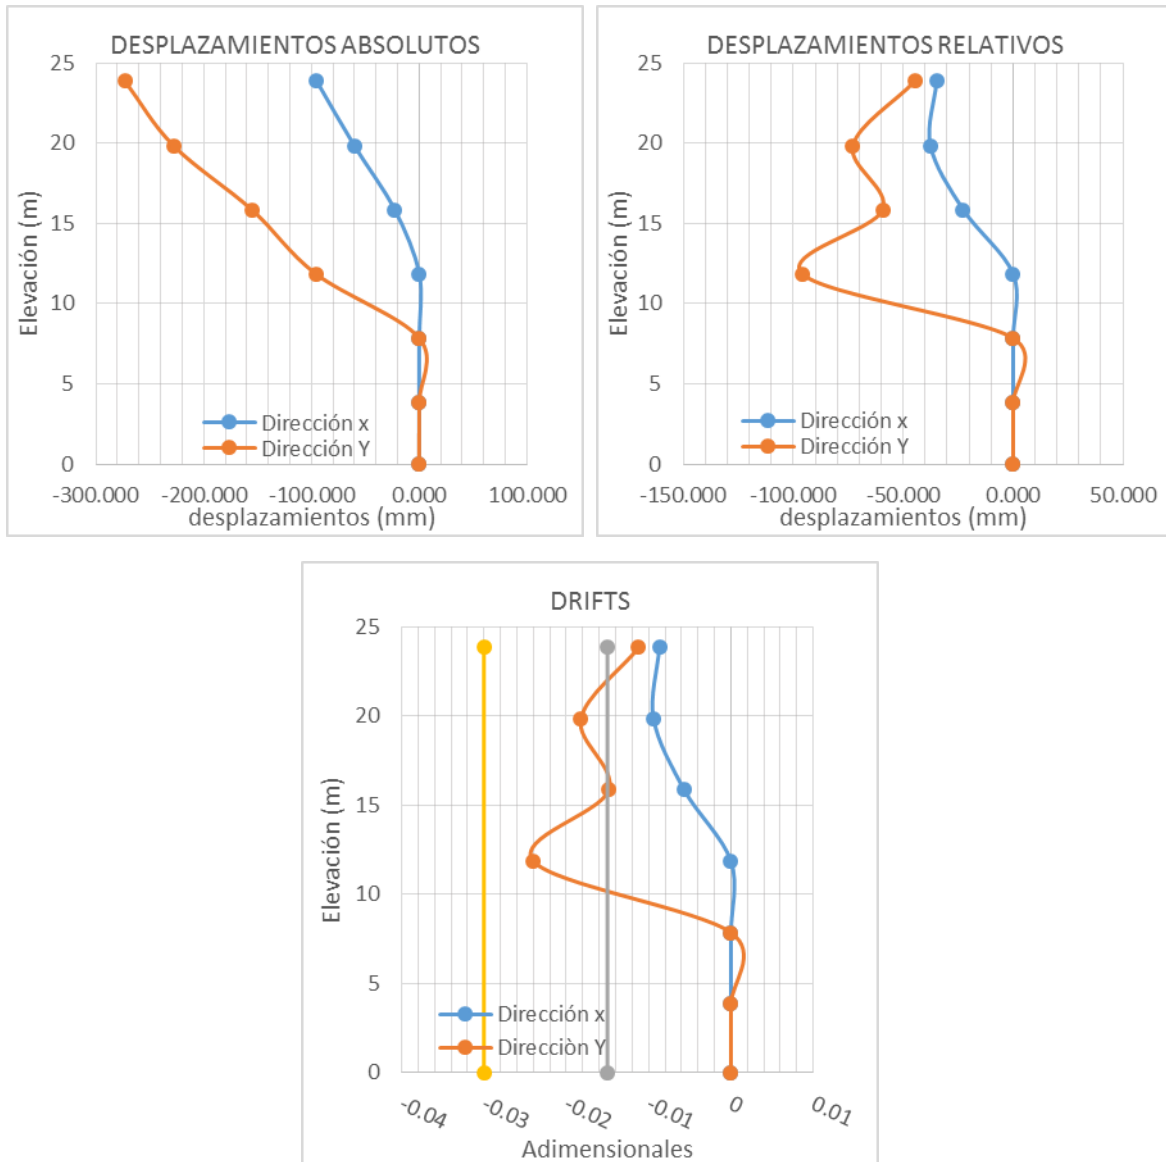 DESPLAZAMIENTOS ABSOLUTOS
25
20
15
10
5
0
Elevación (m)
Dirección x
Dirección Y
-300.000 -200.000 -100.000 0.000 100.000
desplazamientos (mm)
DESPLAZAMIENTOS RELATIVOS
25
20
15
10
5
0
Elevación (m)
Dirección x
Dirección Y
-150.000 -100.000 -50.000 0.000 50.000
desplazamientos (mm)
DRIFTS
25
20
15
10
5
0
Elevación (m)
Dirección x
Direcciòn Y
-0.04 -0.03 -0.02 -0.01 0 0.01
Adimensionales